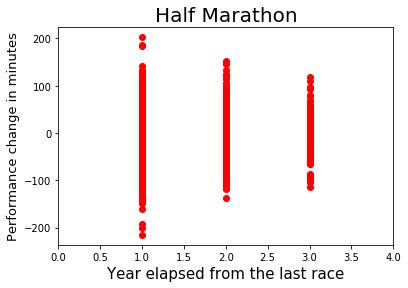 Half Marathon
Performance change in minutes
200
100
0
−100
−200
0.0 0.5 1.0 1.5 2.0 2.5 3.0 3.5 4.0
Year elapsed from the last race